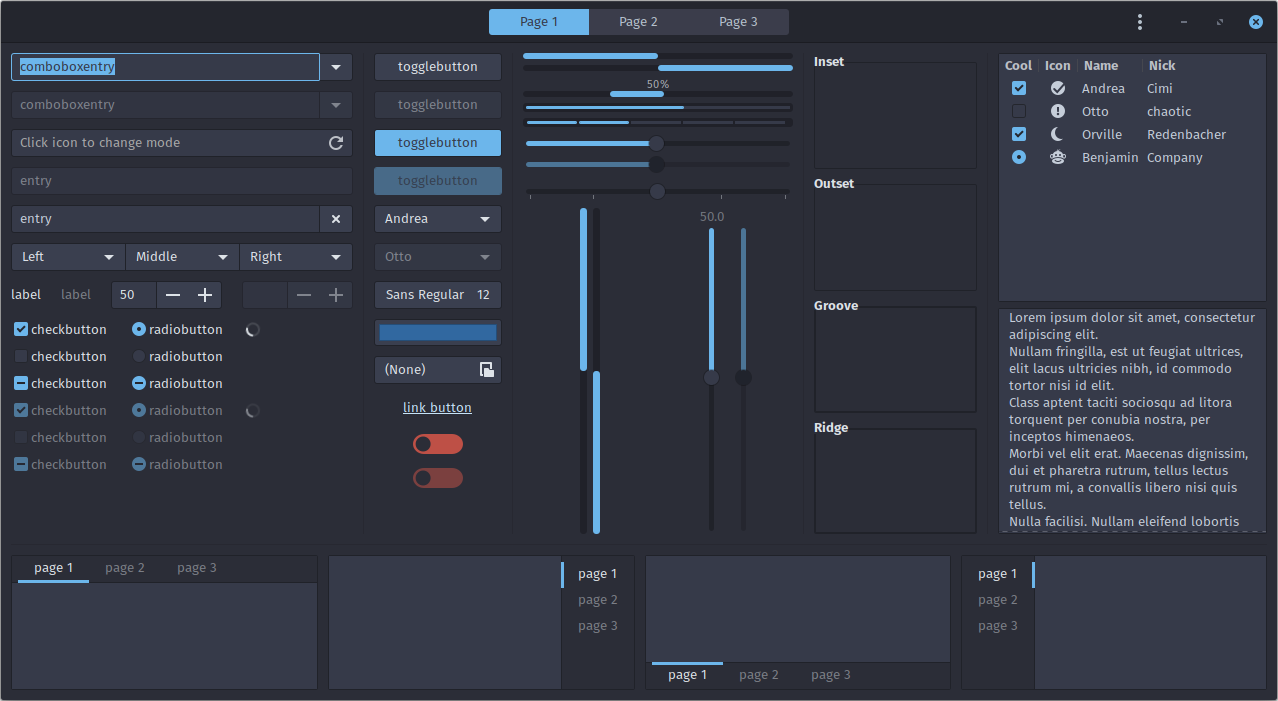 Page 1 Page 2 Page 3
comboboxentry
comboboxentry
Click icon to change mode
entry
entry
Left Middle Right
label label 50
checkbutton radiobutton
checkbutton radiobutton
checkbutton radiobutton
checkbutton radiobutton
checkbutton radiobutton
checkbutton radiobutton
togglebutton
togglebutton
togglebutton
togglebutton
Andrea
Otto
Sans Regular 12
(None)
link button
50%
50.0
Inset
Outset
Groove
Ridge
Cool Icon Name Nick
Andrea Cimi
Otto chaotic
Orville Redenbacher
Benjamin Company
Lorem ipsum dolor sit amet, consectetur
adipiscing elit.
Nullam fringilla, est ut feugiat ultrices,
elit lacus ultricies nibh, id commodo
tortor nisi id elit.
Class aptent taciti sociosqu ad litora
torquent per conubia nostra, per
inceptos himenaeos.
Morbi vel elit erat. Maecenas dignissim,
dui et pharetra rutrum, tellus lectus
rutrum mi, a convallis libero nisi quis
tellus.
Nulla facilisi. Nullam eleifend lobortis
page 1 page 2 page 3
page 1
page 2
page 3
page 1 page 2 page 3
page 1
page 2
page 3